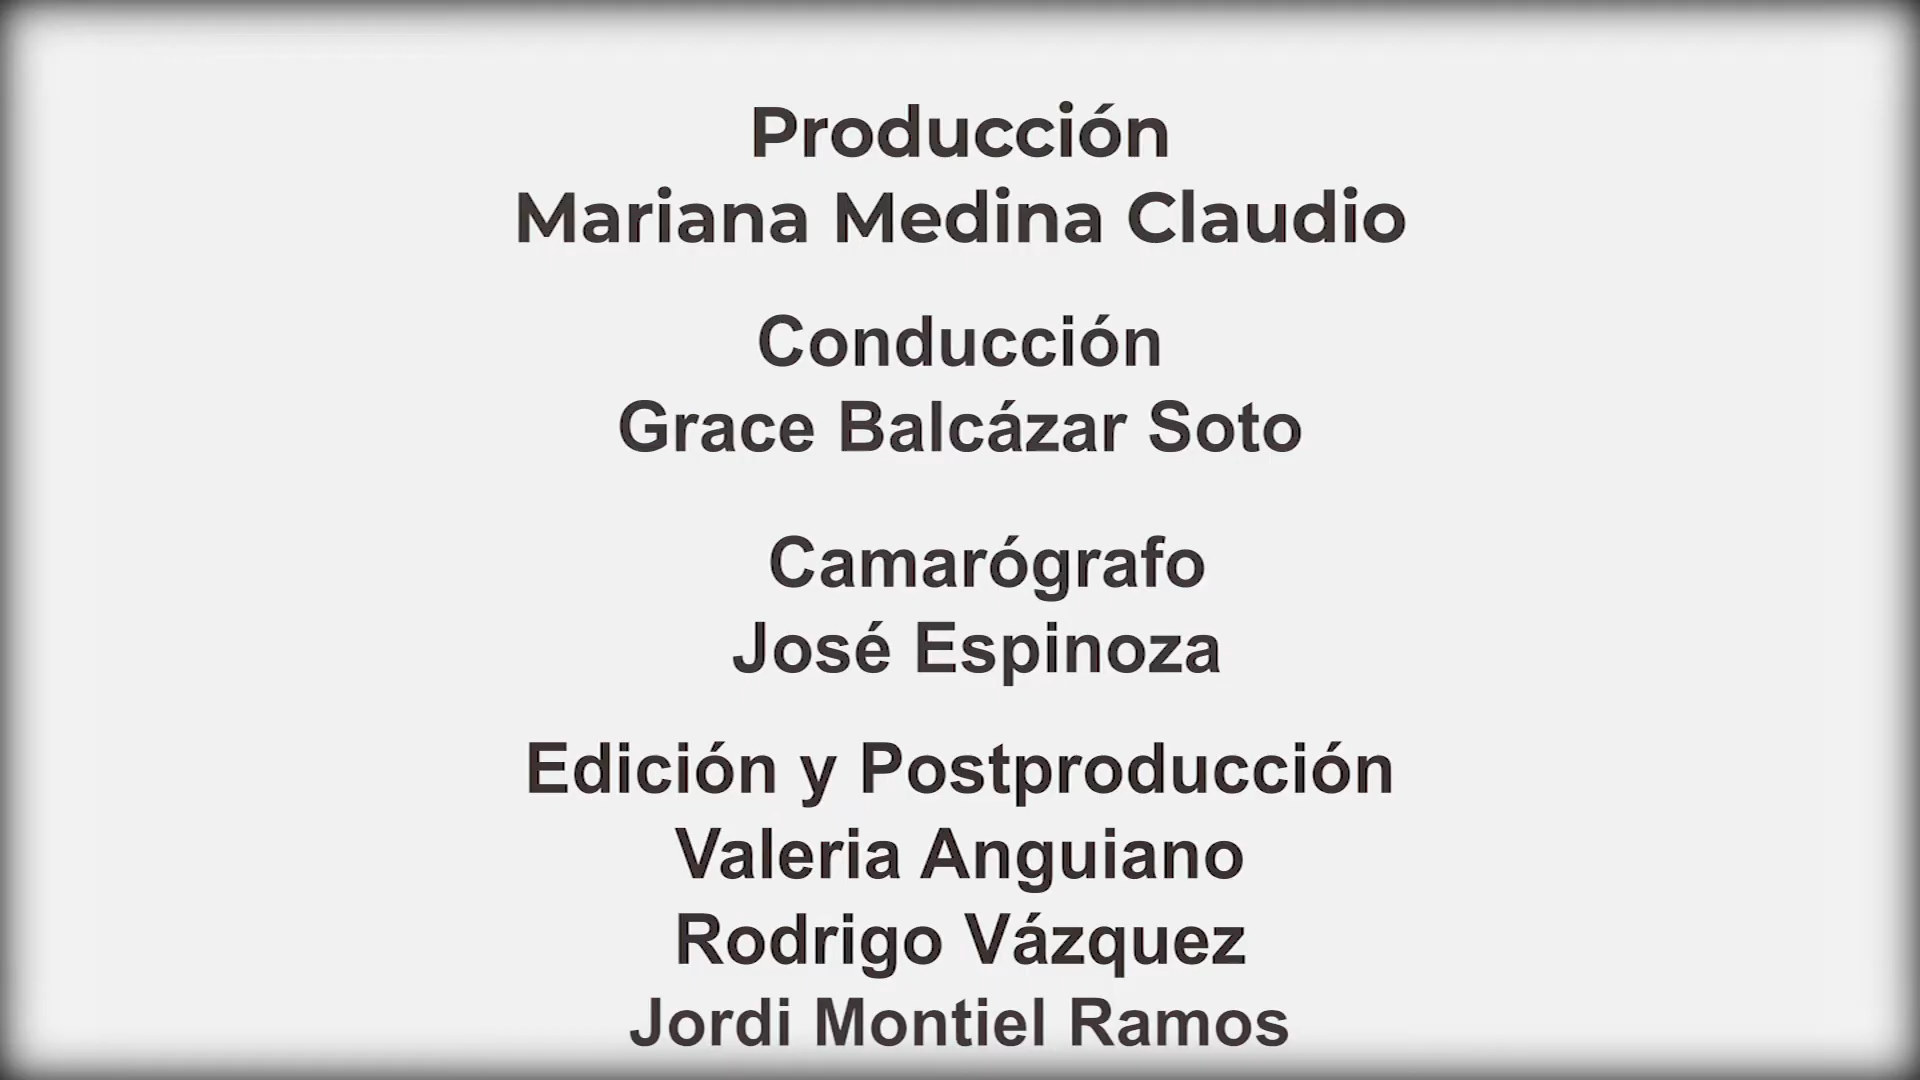 Producción
Mariana Medina Claudio
Conducción
Grace Balcázar Soto
Camarógrafo
José Espinoza
Edición y Postproducción
Valeria Anguiano
Rodrigo Vázquez
Jordi Montiel Ramos